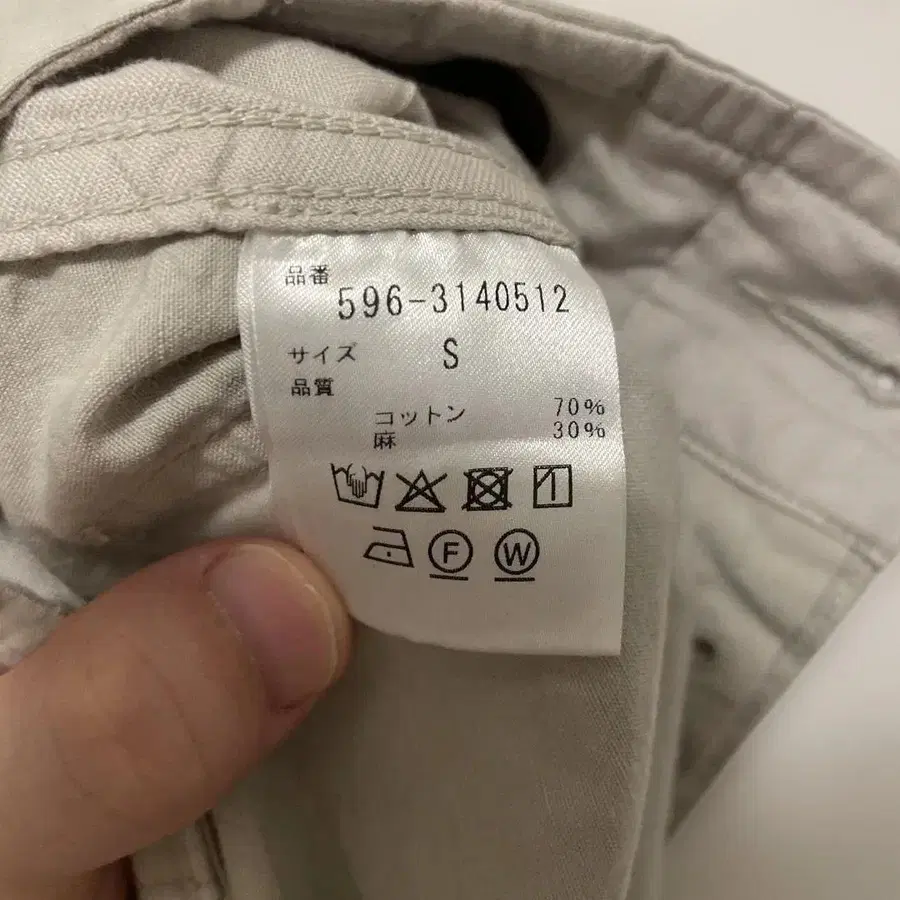 品番
596-3140512
サイズ S
品質
コットン 70%
麻 30%
F W